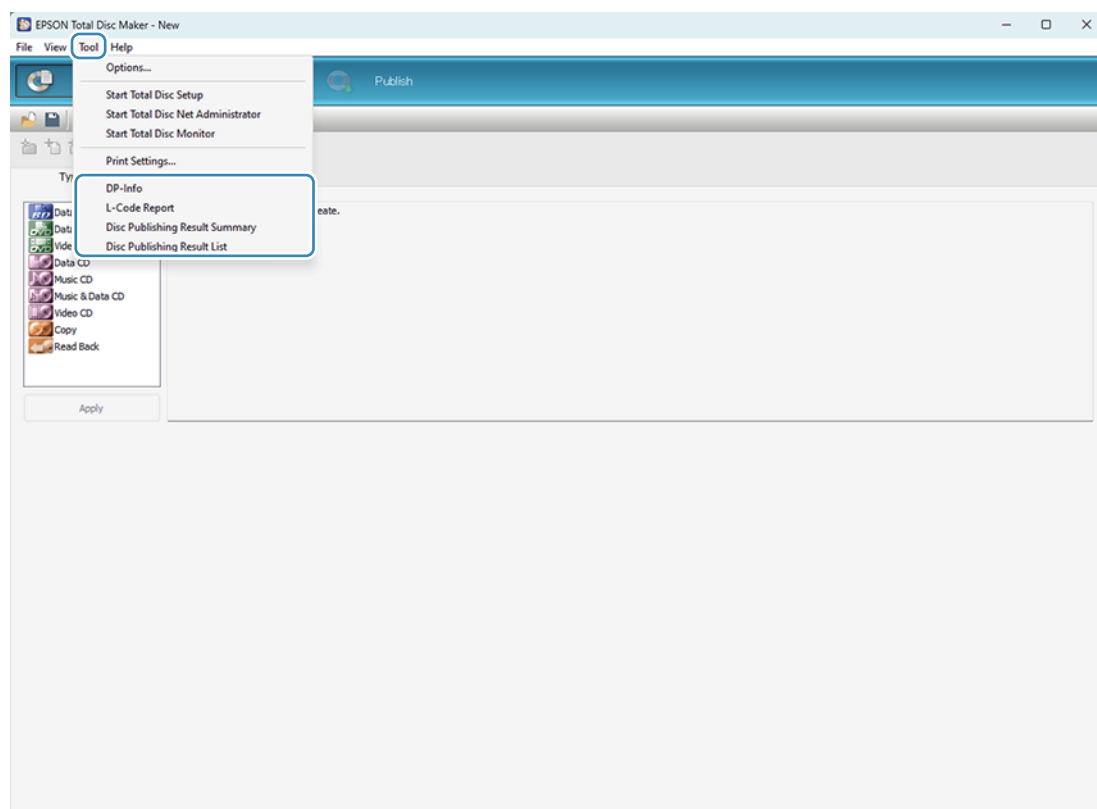 EPSON Total Disc Maker - New
File View Tool Help
Options...
Publish
Start Total Disc Setup
Start Total Disc Net Administrator
Start Total Disc Monitor
Print Settings...
DP-Info
L-Code Report
Disc Publishing Result Summary
Disc Publishing Result List
eate.
Data CD
Music CD
Music & Data CD
Video CD
Copy
Read Back
Apply